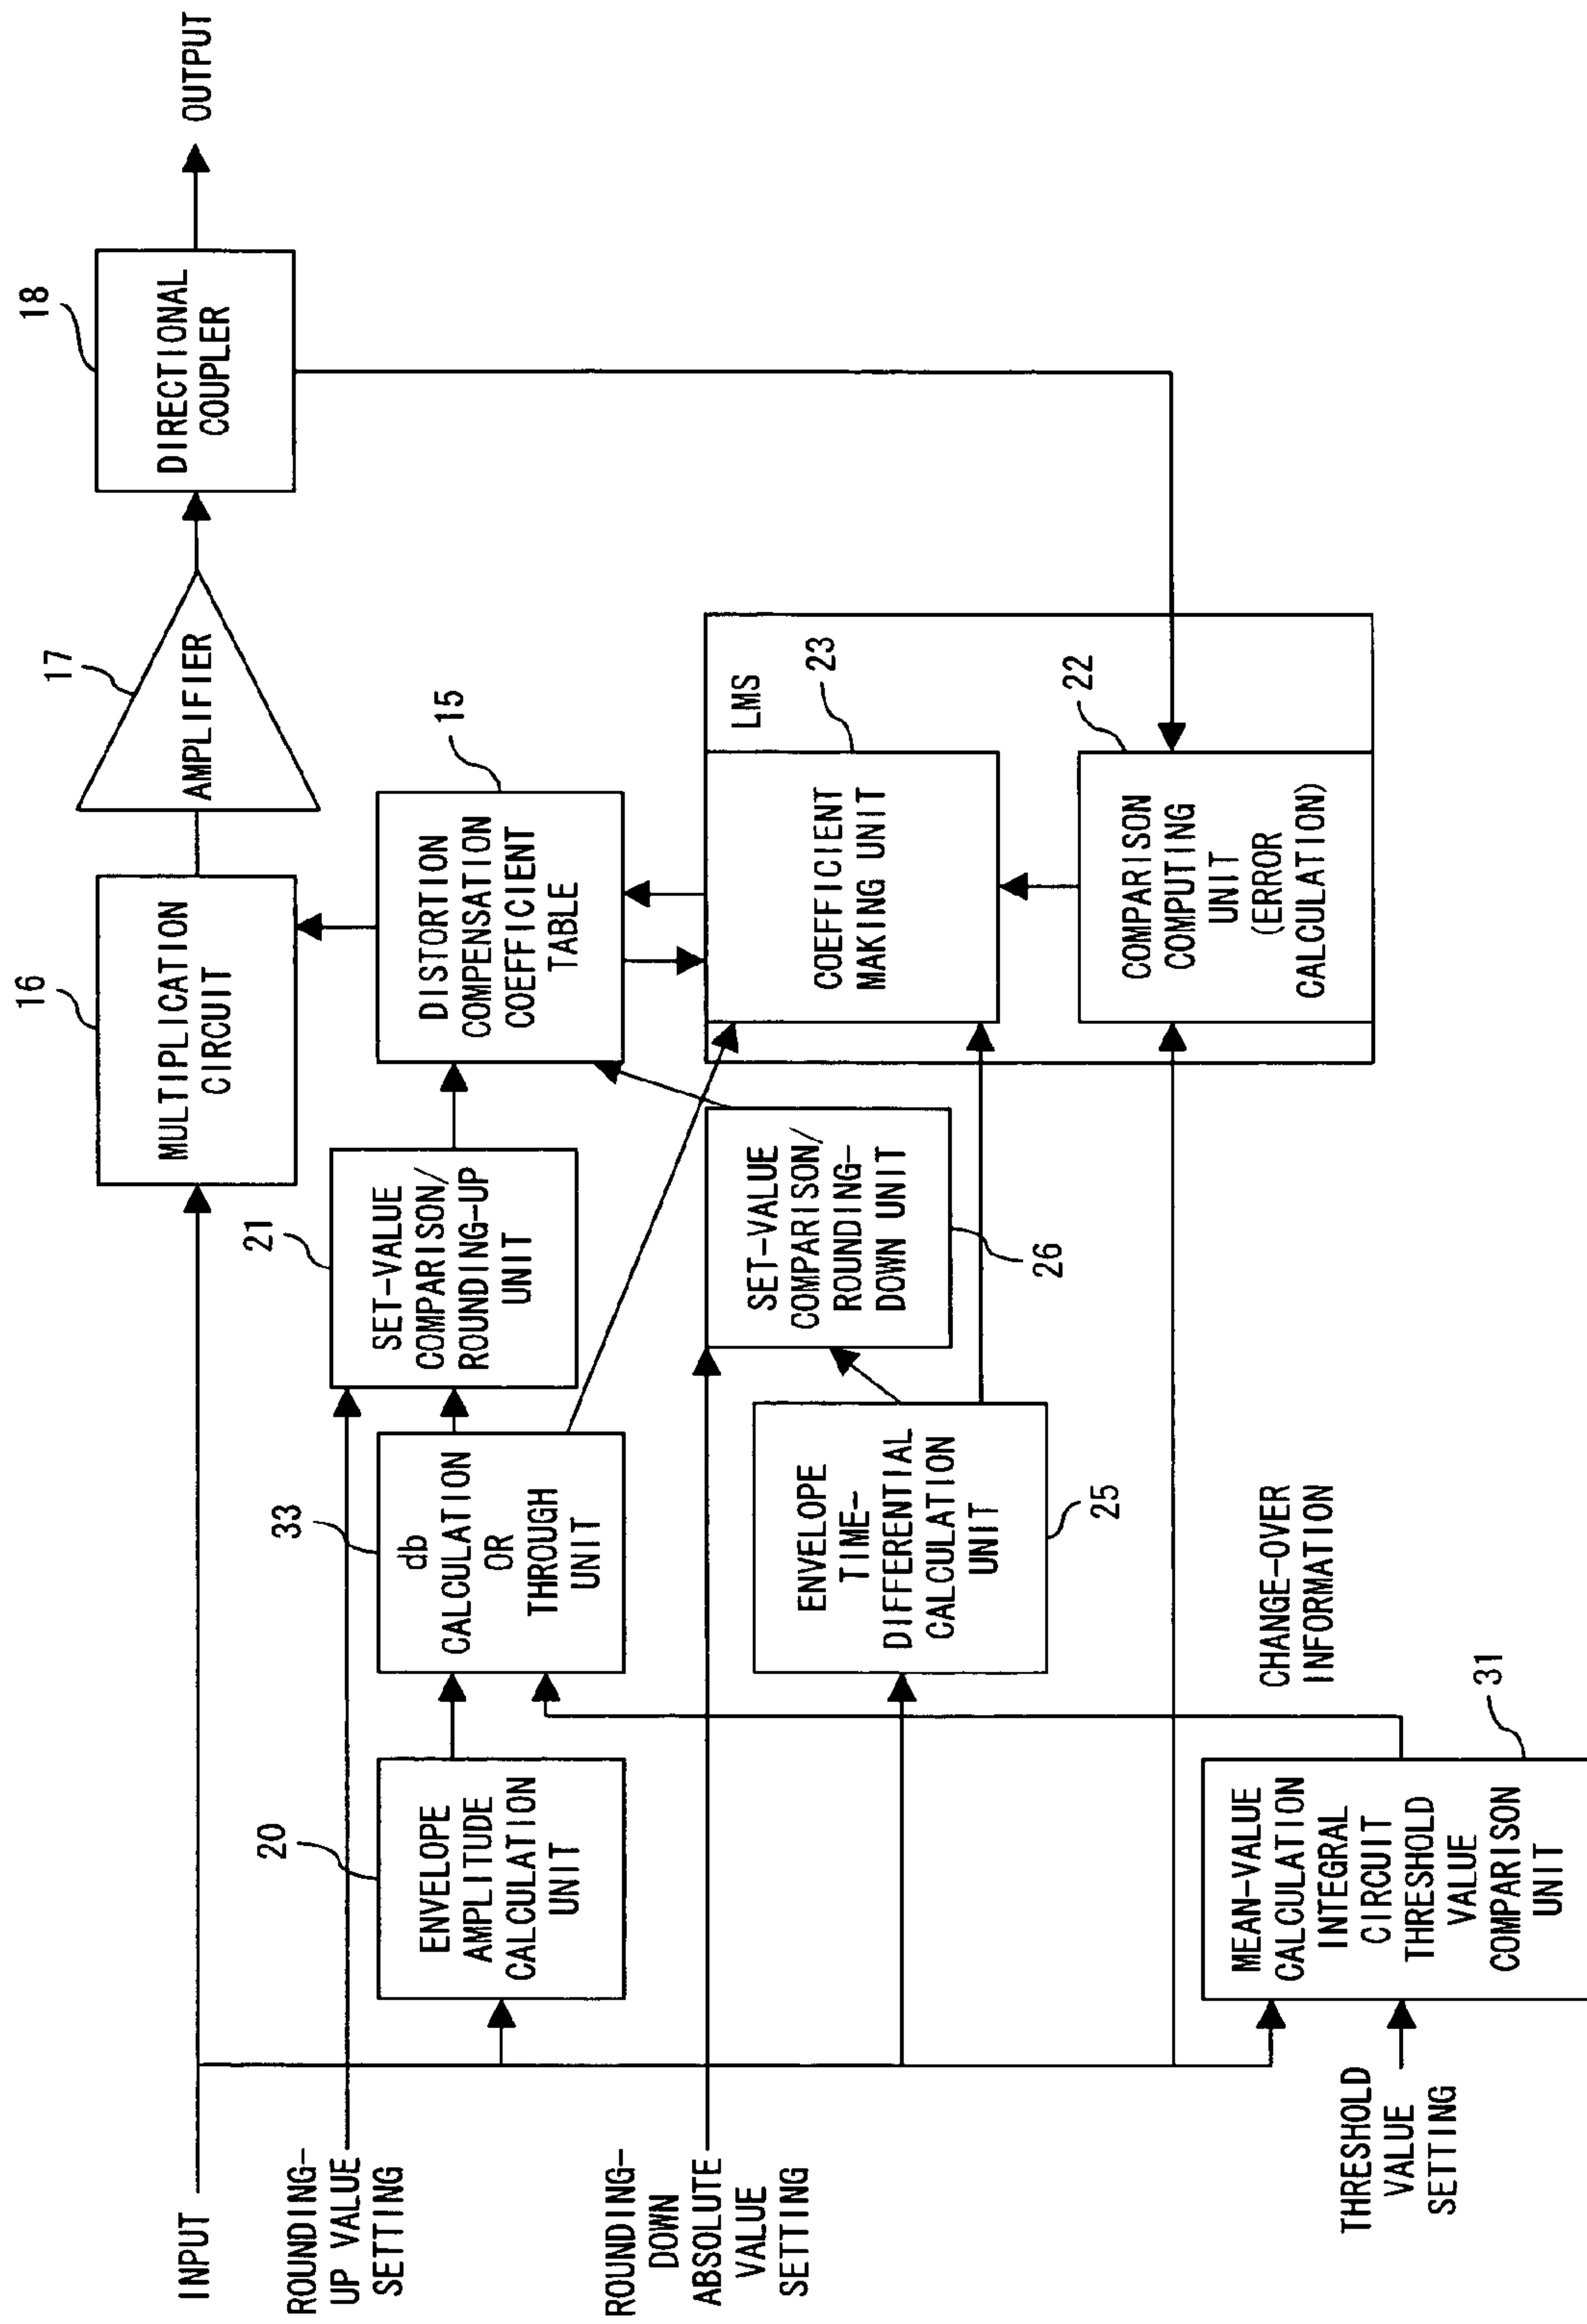 INPUT
16
MULTIPLICATION
CIRCUIT
17
AMPLIFIER
18
DIRECTIONAL
COUPLER
OUTPUT
ROUNDING-
UP VALUE
SETTING
20
ENVELOPE
AMPLITUDE
CALCULATION
UNIT
33
db
CALCULATION
OR
THROUGH
UNIT
21
SET-VALUE
COMPARISON/
ROUNDING-UP
UNIT
15
DISTORTION
COMPENSATION
COEFFICIENT
TABLE
ROUNDING-
DOWN
ABSOLUTE
VALUE
SETTING
ENVELOPE
TIME-
DIFFERENTIAL
CALCULATION
UNIT
25
SET-VALUE
COMPARISON/
ROUNDING-
DOWN UNIT
26
LMS
23
COEFFICIENT
MAKING UNIT
22
COMPARISON
COMPUTING
UNIT
(ERROR
CALCULATION)
THRESHOLD
VALUE
SETTING
MEAN-VALUE
CALCULATION
INTEGRAL
CIRCUIT
THRESHOLD
VALUE
COMPARISON
UNIT
31
CHANGE-OVER
INFORMATION